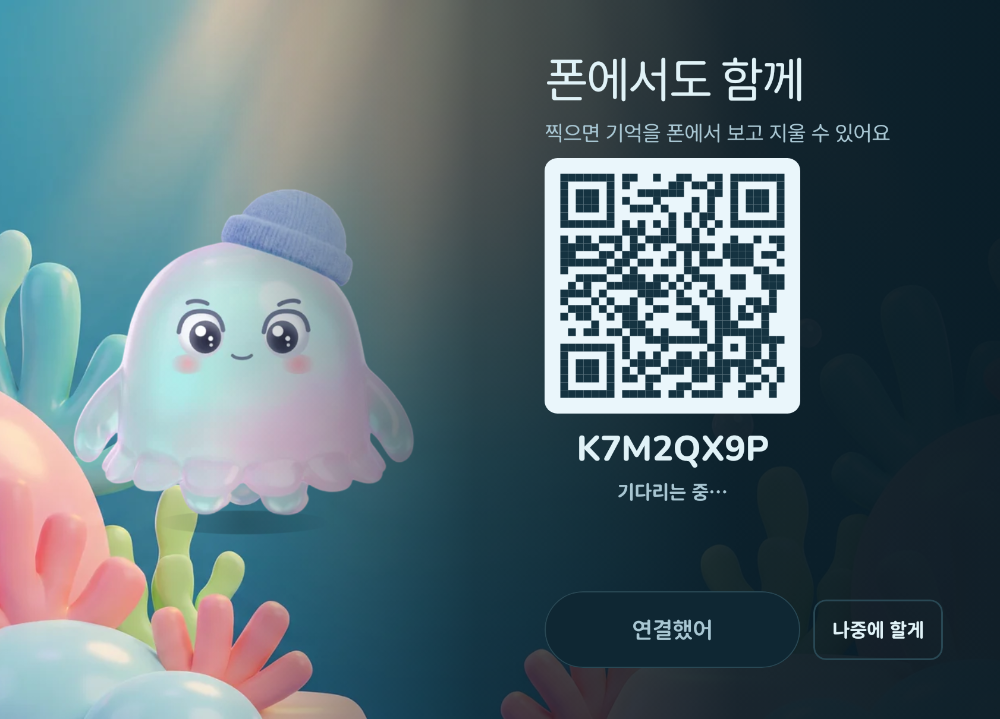 폰에서도 함께
찍으면 기억을 폰에서 보고 지울 수 있어요
K7M2QX9P
기다리는 중…
연결했어
나중에 할게